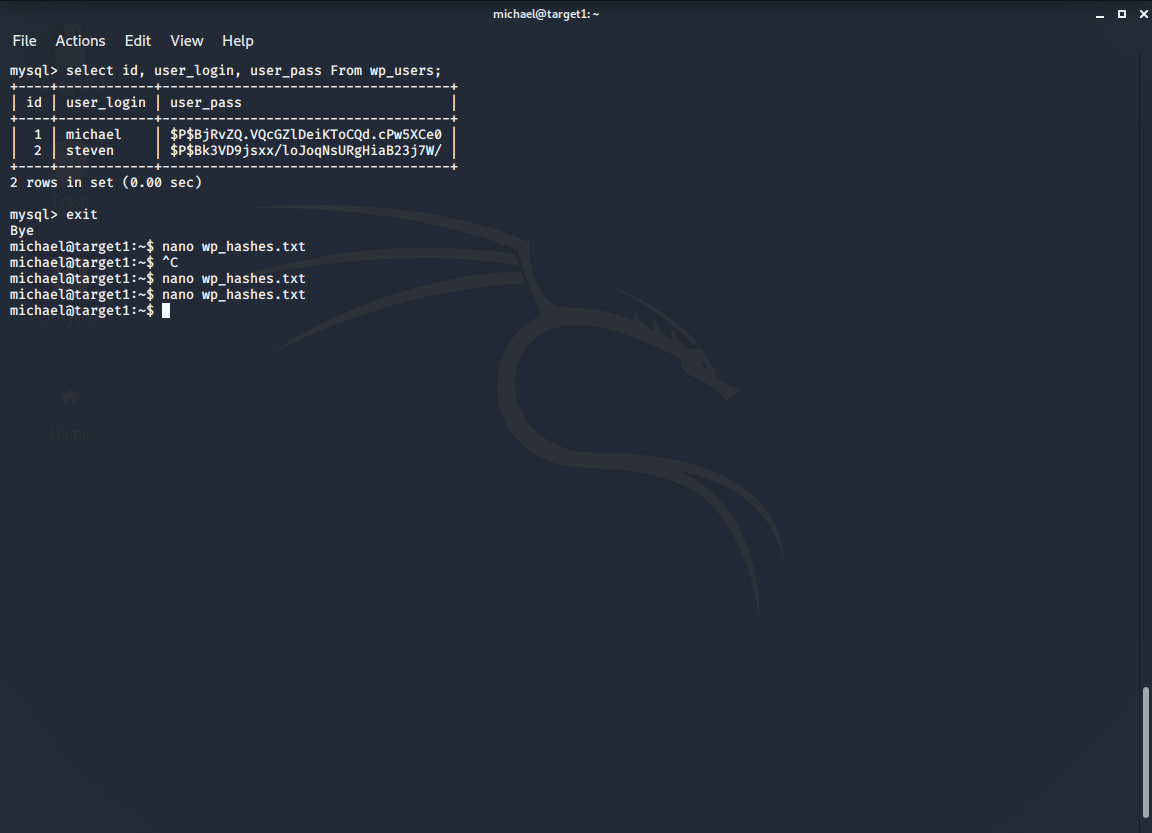 michael@target1: ~
File Actions Edit View Help
mysql> select id, user_login, user_pass From wp_users;
+----+------------+------------------------------------+
| id | user_login | user_pass                          |
+----+------------+------------------------------------+
|  1 | michael    | $P$BjRvZQ.VQcGZlDeiKToCQd.cPw5XCe0 |
|  2 | steven     | $P$Bk3VD9jsxx/loJoqNsURgHiaB23j7W/ |
+----+------------+------------------------------------+
2 rows in set (0.00 sec)
mysql> exit
Bye
michael@target1:~$ nano wp_hashes.txt
michael@target1:~$ ^C
michael@target1:~$ nano wp_hashes.txt
michael@target1:~$ nano wp_hashes.txt
michael@target1:~$
Home